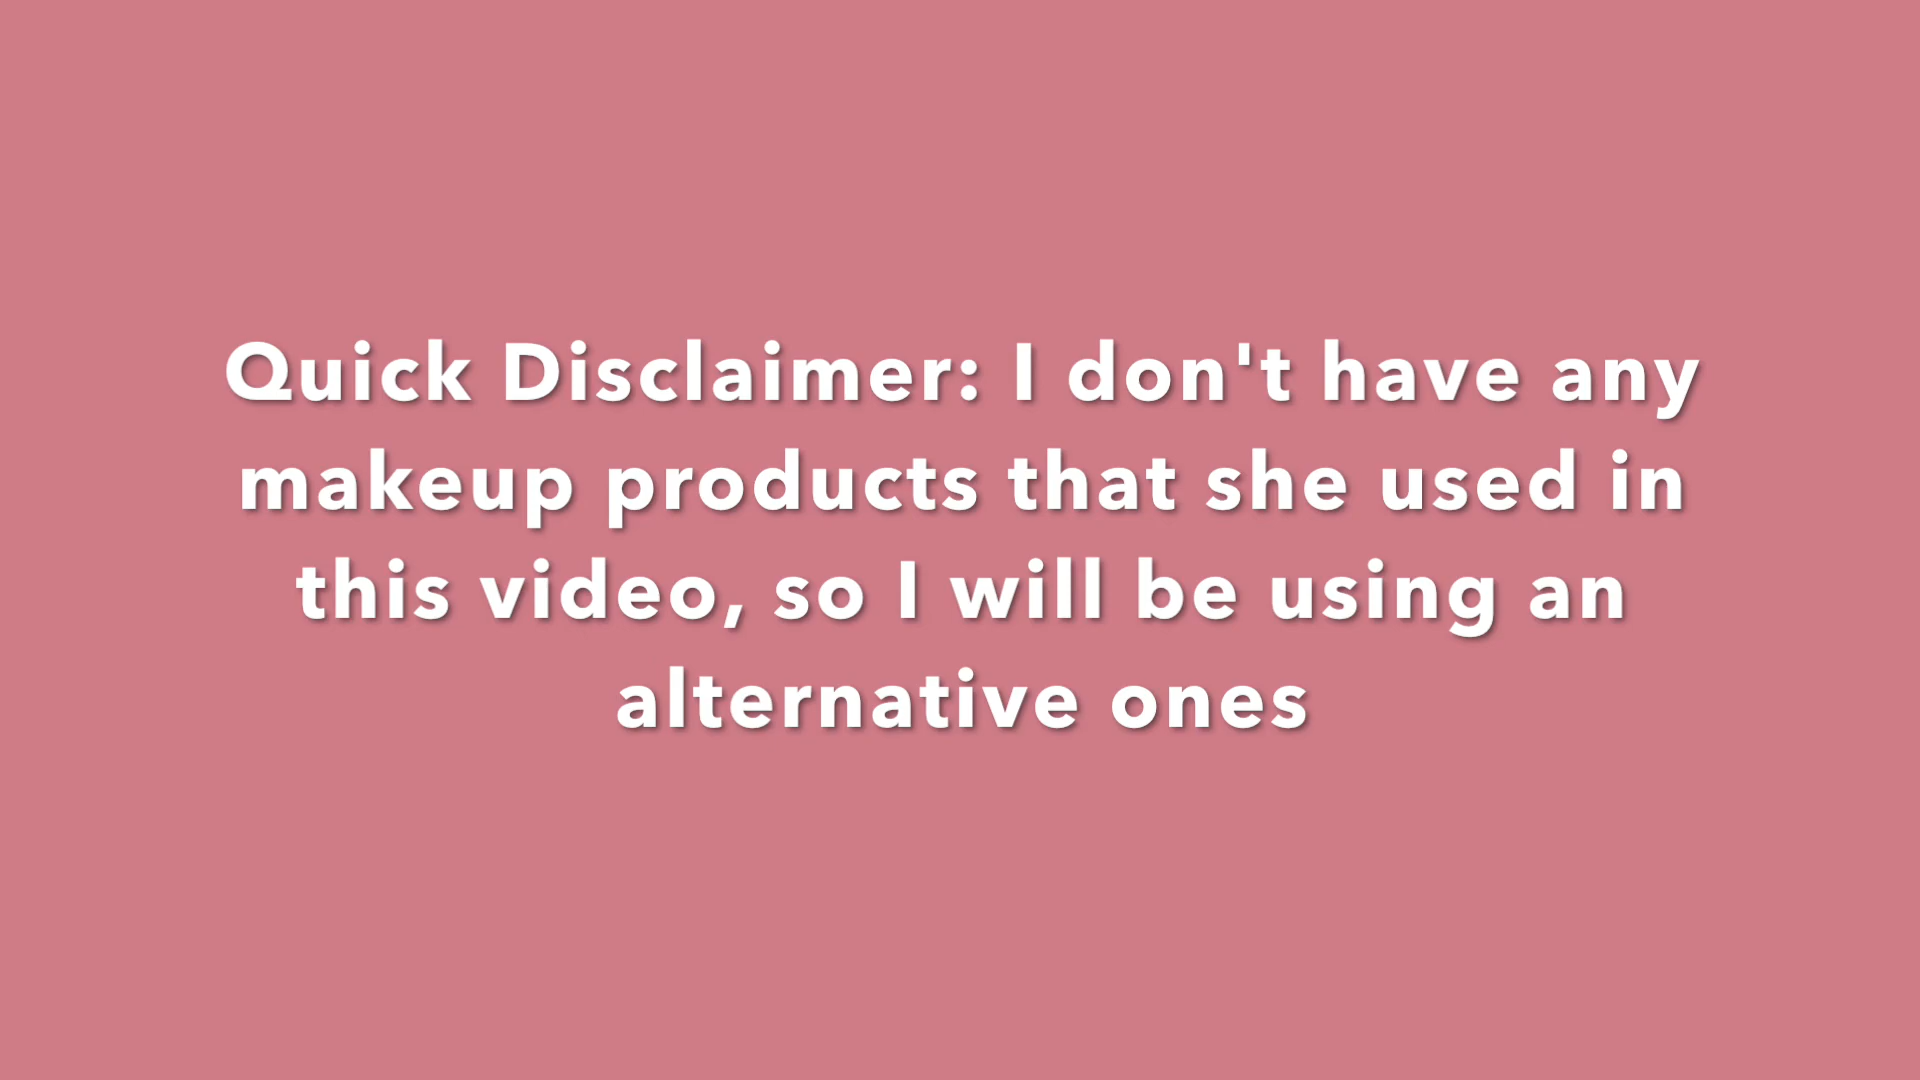 Quick Disclaimer: I don't have any
makeup products that she used in
this video, so I will be using an
alternative ones